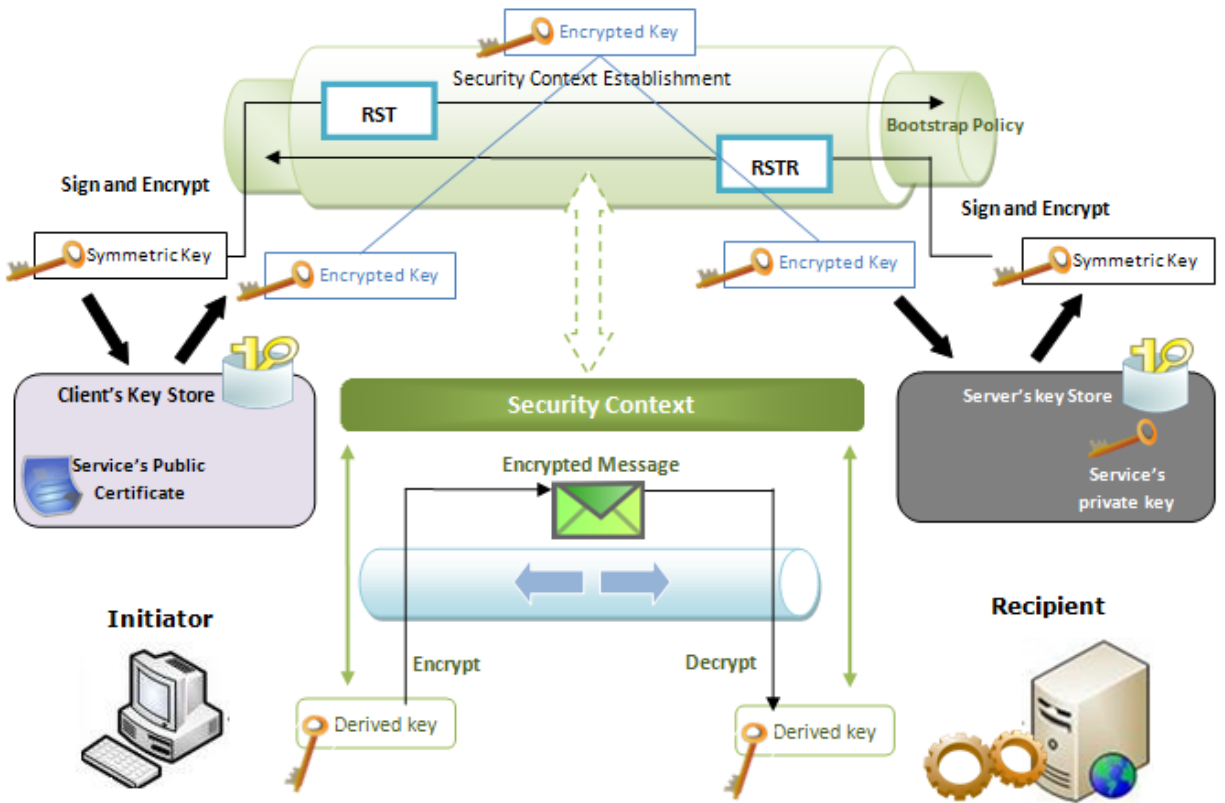 Encrypted Key
Security Context Establishment
RST
Bootstrap Policy
RSTR
Sign and Encrypt
Sign and Encrypt
Symmetric Key
Encrypted Key
Encrypted Key
Symmetric Key
Client's Key Store
Security Context
Server's key Store
Service's Public
Certificate
Encrypted Message
Service's
private key
Initiator
Recipient
Encrypt
Decrypt
Derived key
Derived key